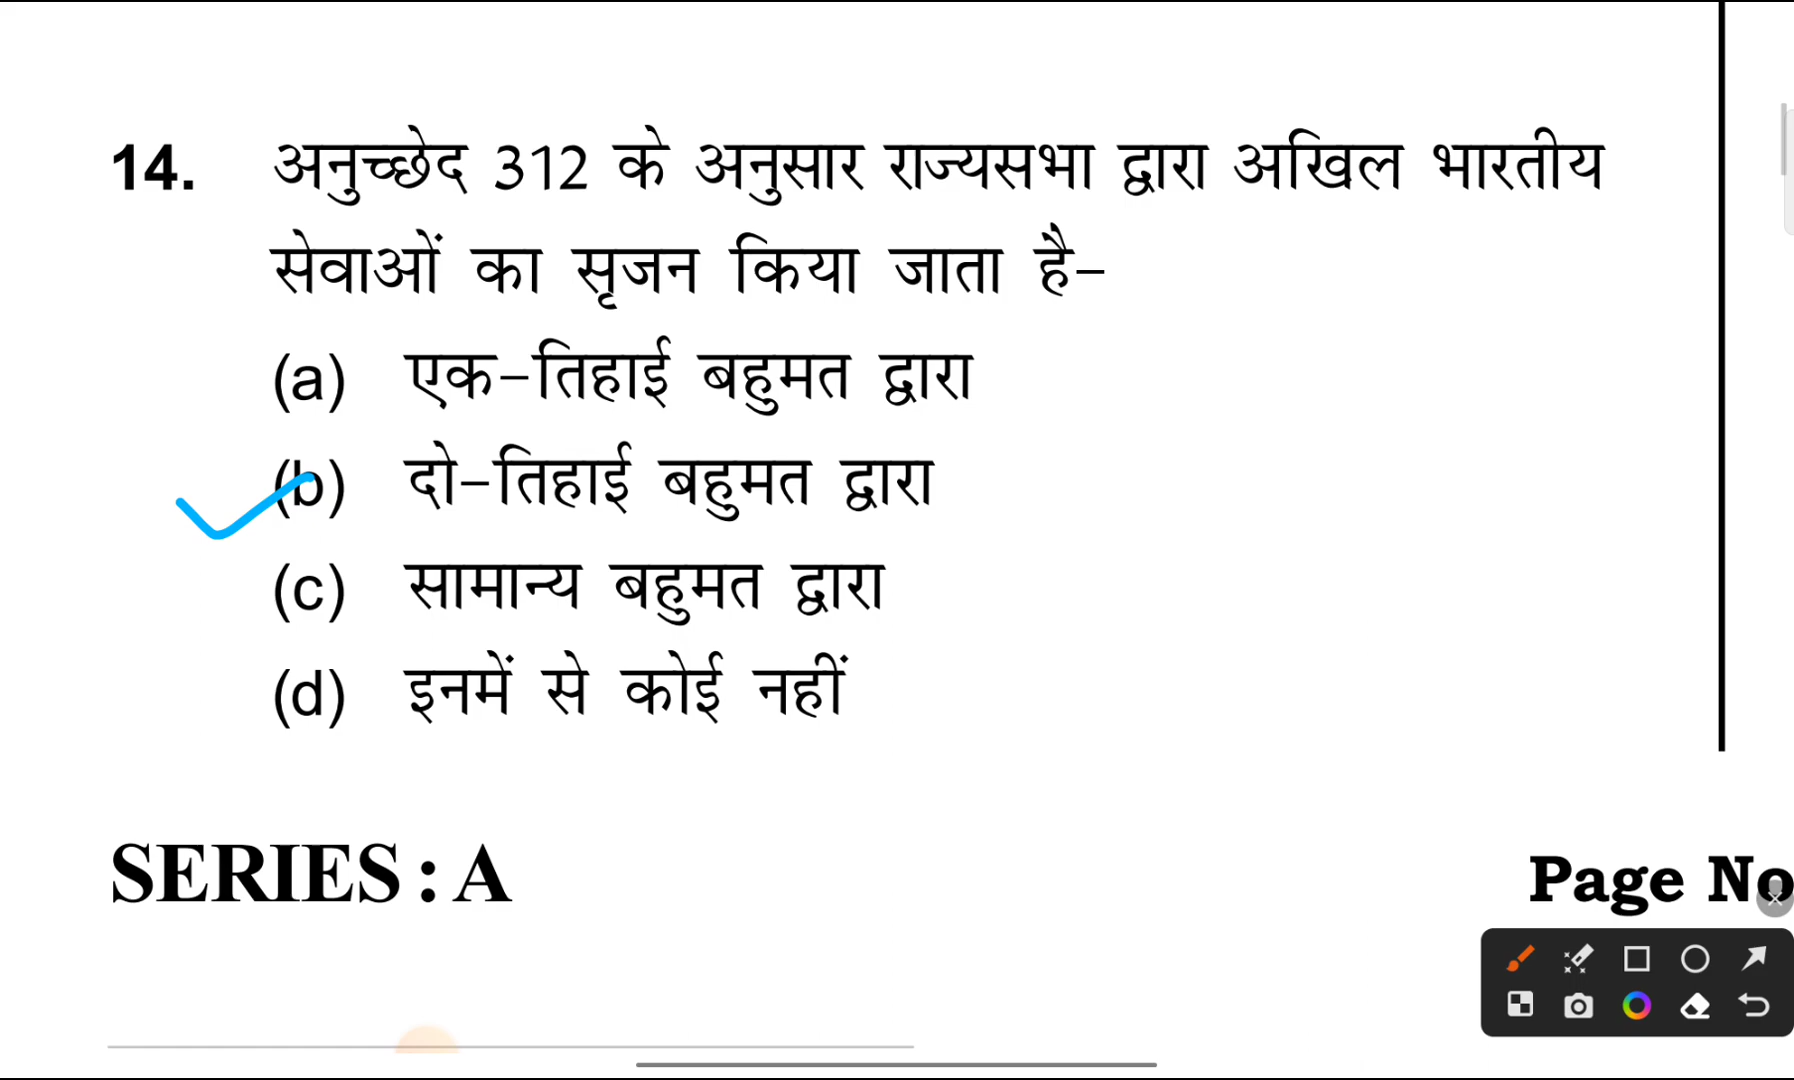 14. अनुच्छेद 312 के अनुसार राज्यसभा द्वारा अखिल भारतीय
सेवाओं का सृजन किया जाता है-
(a) एक-तिहाई बहुमत द्वारा
(b) दो-तिहाई बहुमत द्वारा
(c) सामान्य बहुमत द्वारा
(d) इनमें से कोई नहीं
SERIES : A
Page No